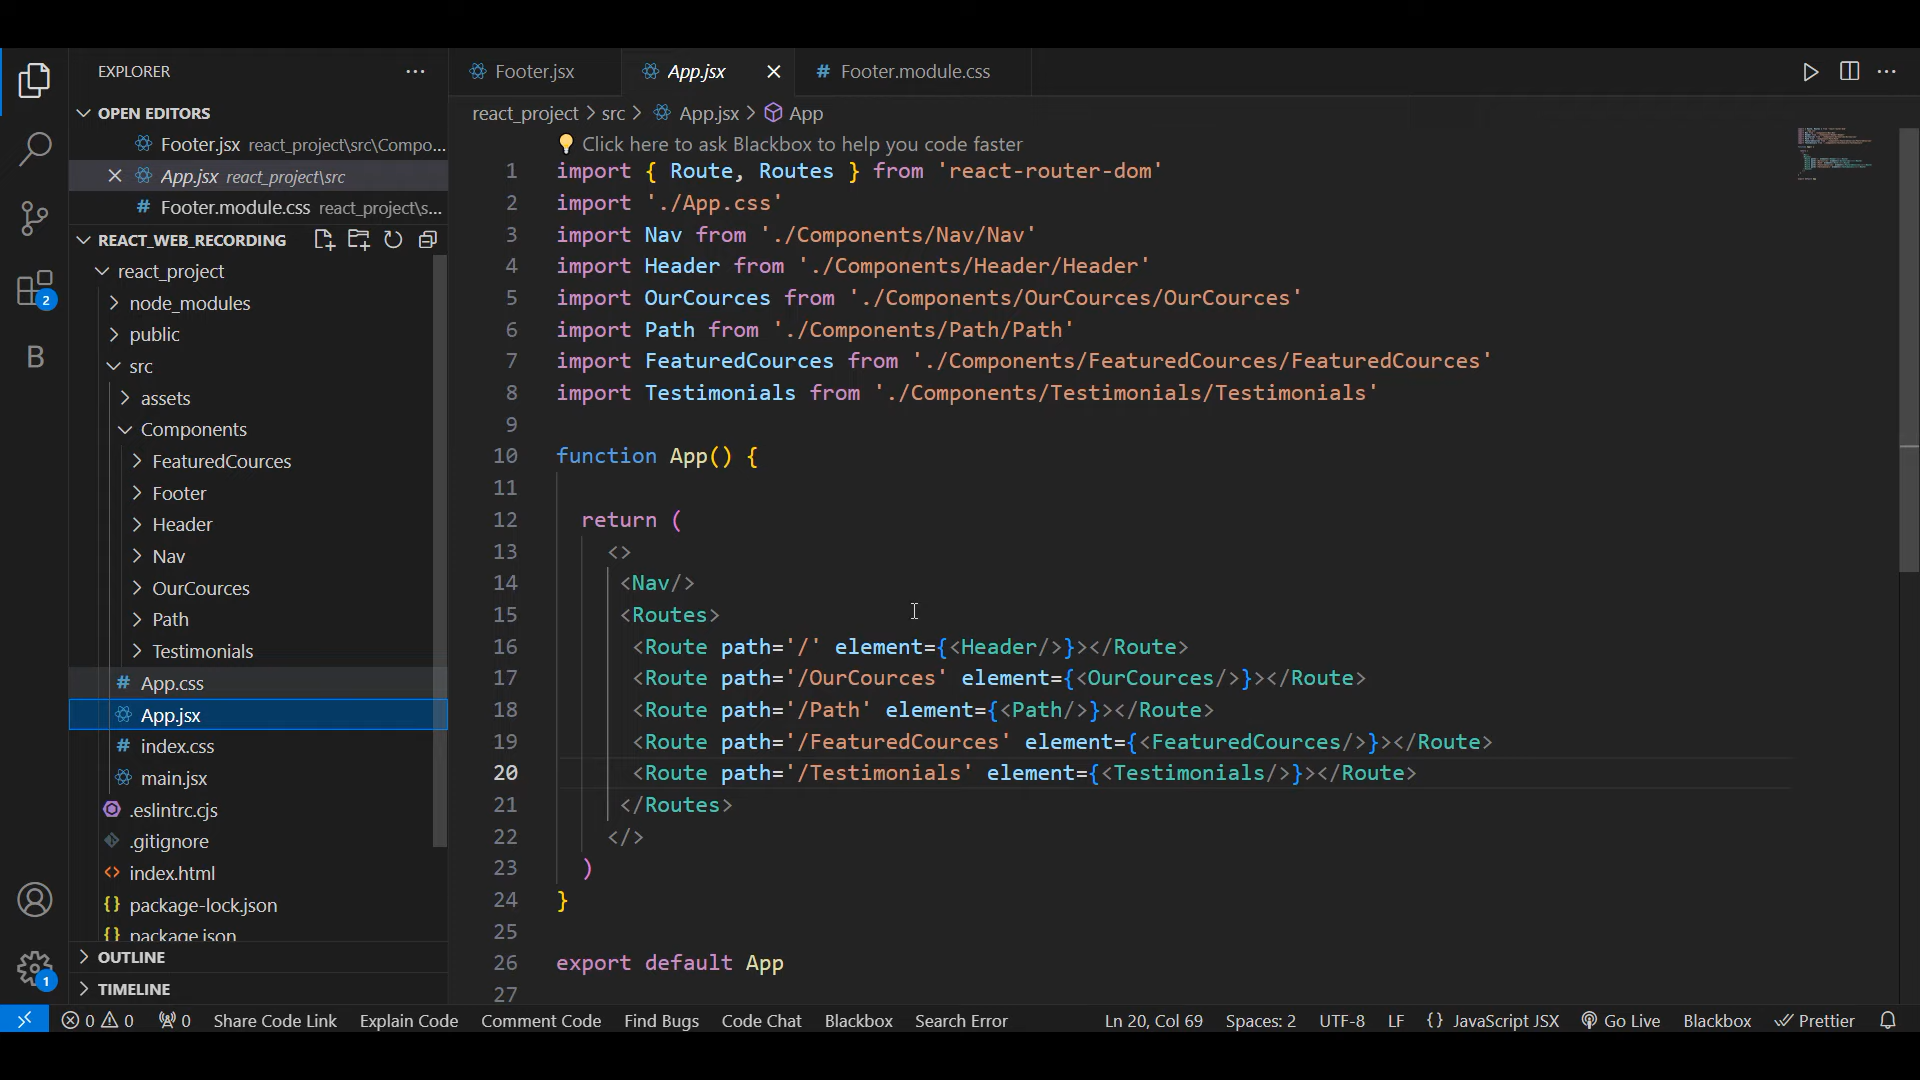 EXPLORER
OPEN EDITORS
Footer.jsx react_project\src\Compo...
App.jsx react_project\src
# Footer.module.css react_project\s...
REACT_WEB_RECORDING
react_project
node_modules
public
src
assets
Components
FeaturedCources
Footer
Header
Nav
OurCources
Path
Testimonials
# App.css
App.jsx
# index.css
main.jsx
.eslintrc.cjs
.gitignore
<> index.html
{} package-lock.json
{} package.json
OUTLINE
TIMELINE
2
B
1
Footer.jsx
App.jsx
# Footer.module.css
react_project > src > App.jsx > App
Click here to ask Blackbox to help you code faster
1 import { Route, Routes } from 'react-router-dom'
2 import './App.css'
3 import Nav from './Components/Nav/Nav'
4 import Header from './Components/Header/Header'
5 import OurCources from './Components/OurCources/OurCources'
6 import Path from './Components/Path/Path'
7 import FeaturedCources from './Components/FeaturedCources/FeaturedCources'
8 import Testimonials from './Components/Testimonials/Testimonials'
9
10 function App() {
11
12 return (
13 <>
14 <Nav/>
15 <Routes>
16 <Route path='/' element={<Header/>}></Route>
17 <Route path='/OurCources' element={<OurCources/>}></Route>
18 <Route path='/Path' element={<Path/>}></Route>
19 <Route path='/FeaturedCources' element={<FeaturedCources/>}></Route>
20 <Route path='/Testimonials' element={<Testimonials/>}></Route>
21 </Routes>
22 </>
23 )
24 }
25
26 export default App
27
0 0 0 Share Code Link Explain Code Comment Code Find Bugs Code Chat Blackbox Search Error Ln 20, Col 69 Spaces: 2 UTF-8 LF {} JavaScript JSX Go Live Blackbox Prettier